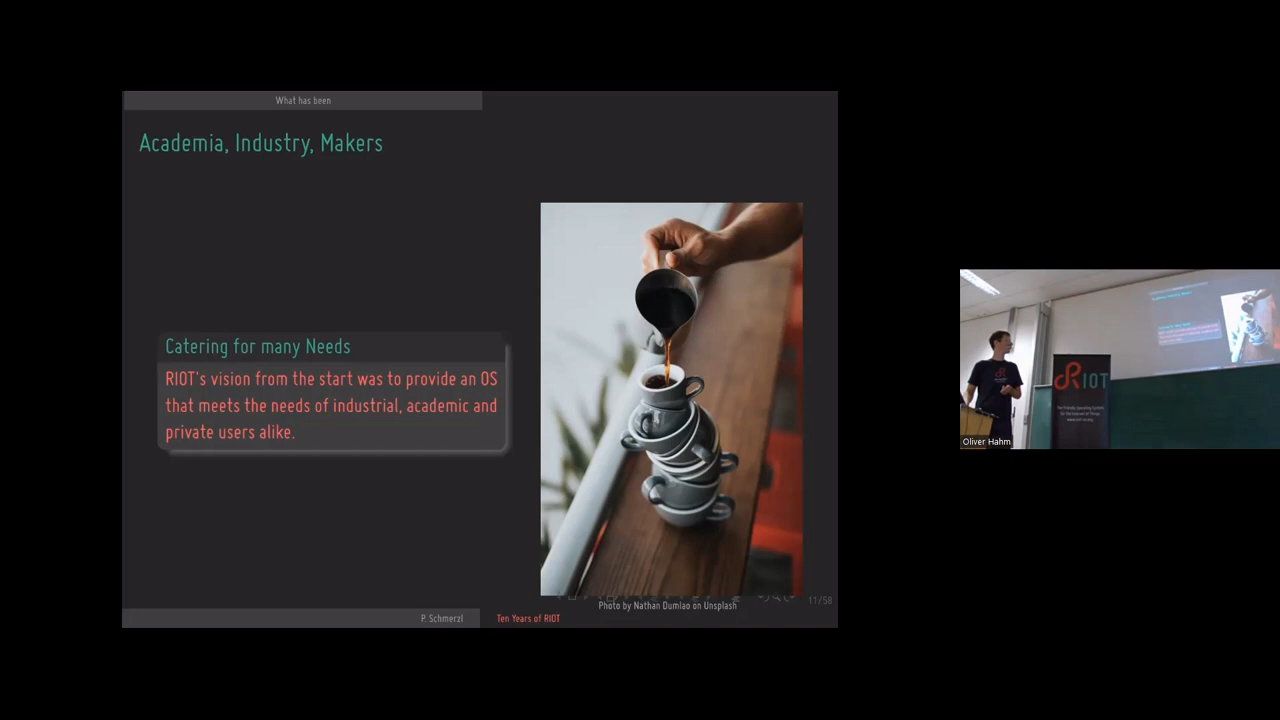 What has been
Academia, Industry, Makers
Catering for many Needs
RIOT's vision from the start was to provide an OS
that meets the needs of industrial, academic and
private users alike.
Photo by Nathan Dumlao on Unsplash
11/58
P. Schmerzl
Ten Years of RIOT
RIOT
Oliver Hahm